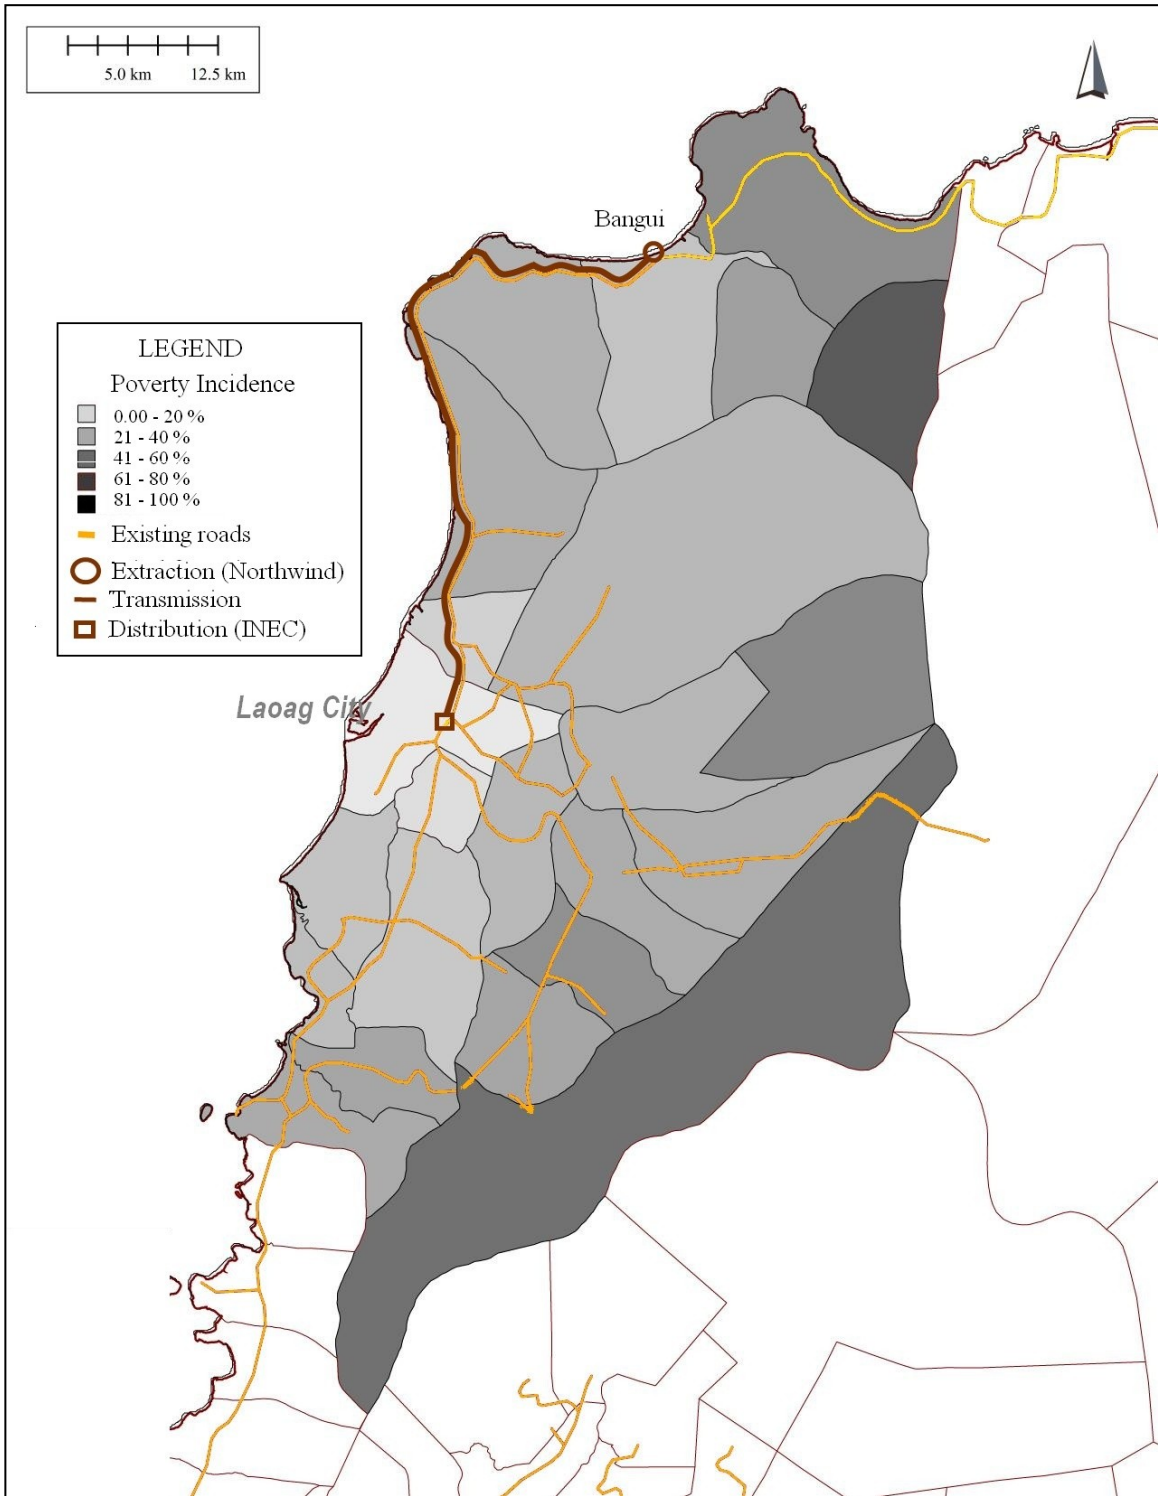 5.0 km 12.5 km
Bangui
LEGEND
Poverty Incidence
0.00 - 20 %
21 - 40 %
41 - 60 %
61 - 80 %
81 - 100 %
Existing roads
Extraction (Northwind)
Transmission
Distribution (INEC)
Laoag City